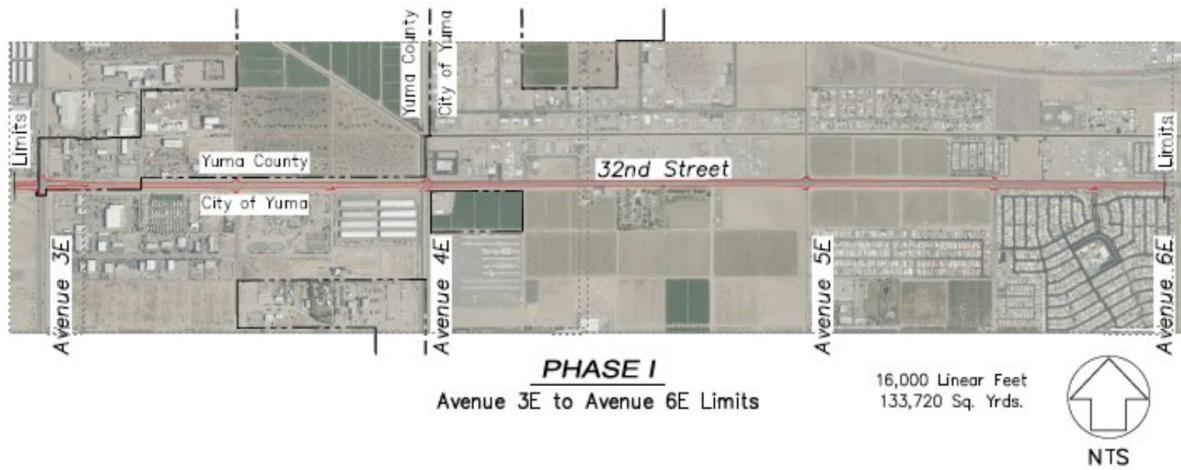 Yuma County
City of Yuma
Limits
Yuma County
32nd Street
Limits
City of Yuma
Avenue 3E
Avenue 4E
Avenue 5E
Avenue 6E
PHASE I
Avenue 3E to Avenue 6E Limits
16,000 Linear Feet
133,720 Sq. Yrds.
NTS